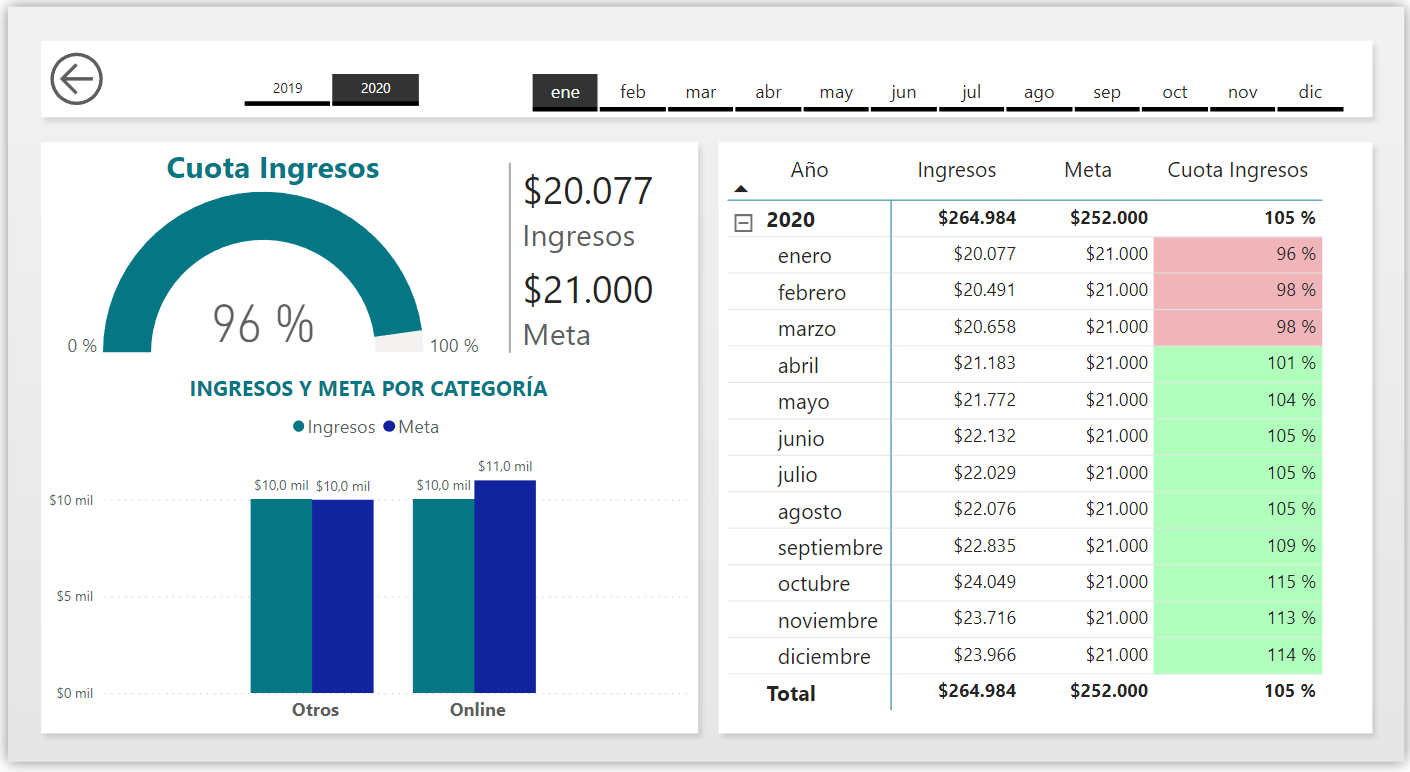 2019 2020 ene feb mar abr may jun jul ago sep oct nov dic
Cuota Ingresos
96 %
0 % 100 %
$20.077
Ingresos
$21.000
Meta
INGRESOS Y META POR CATEGORÍA
Ingresos Meta
$11,0 mil
$10,0 mil $10,0 mil $10,0 mil
$10 mil
$5 mil
$0 mil
Otros Online
Año Ingresos Meta Cuota Ingresos
2020 $264.984 $252.000 105 %
enero $20.077 $21.000 96 %
febrero $20.491 $21.000 98 %
marzo $20.658 $21.000 98 %
abril $21.183 $21.000 101 %
mayo $21.772 $21.000 104 %
junio $22.132 $21.000 105 %
julio $22.029 $21.000 105 %
agosto $22.076 $21.000 105 %
septiembre $22.835 $21.000 109 %
octubre $24.049 $21.000 115 %
noviembre $23.716 $21.000 113 %
diciembre $23.966 $21.000 114 %
Total $264.984 $252.000 105 %